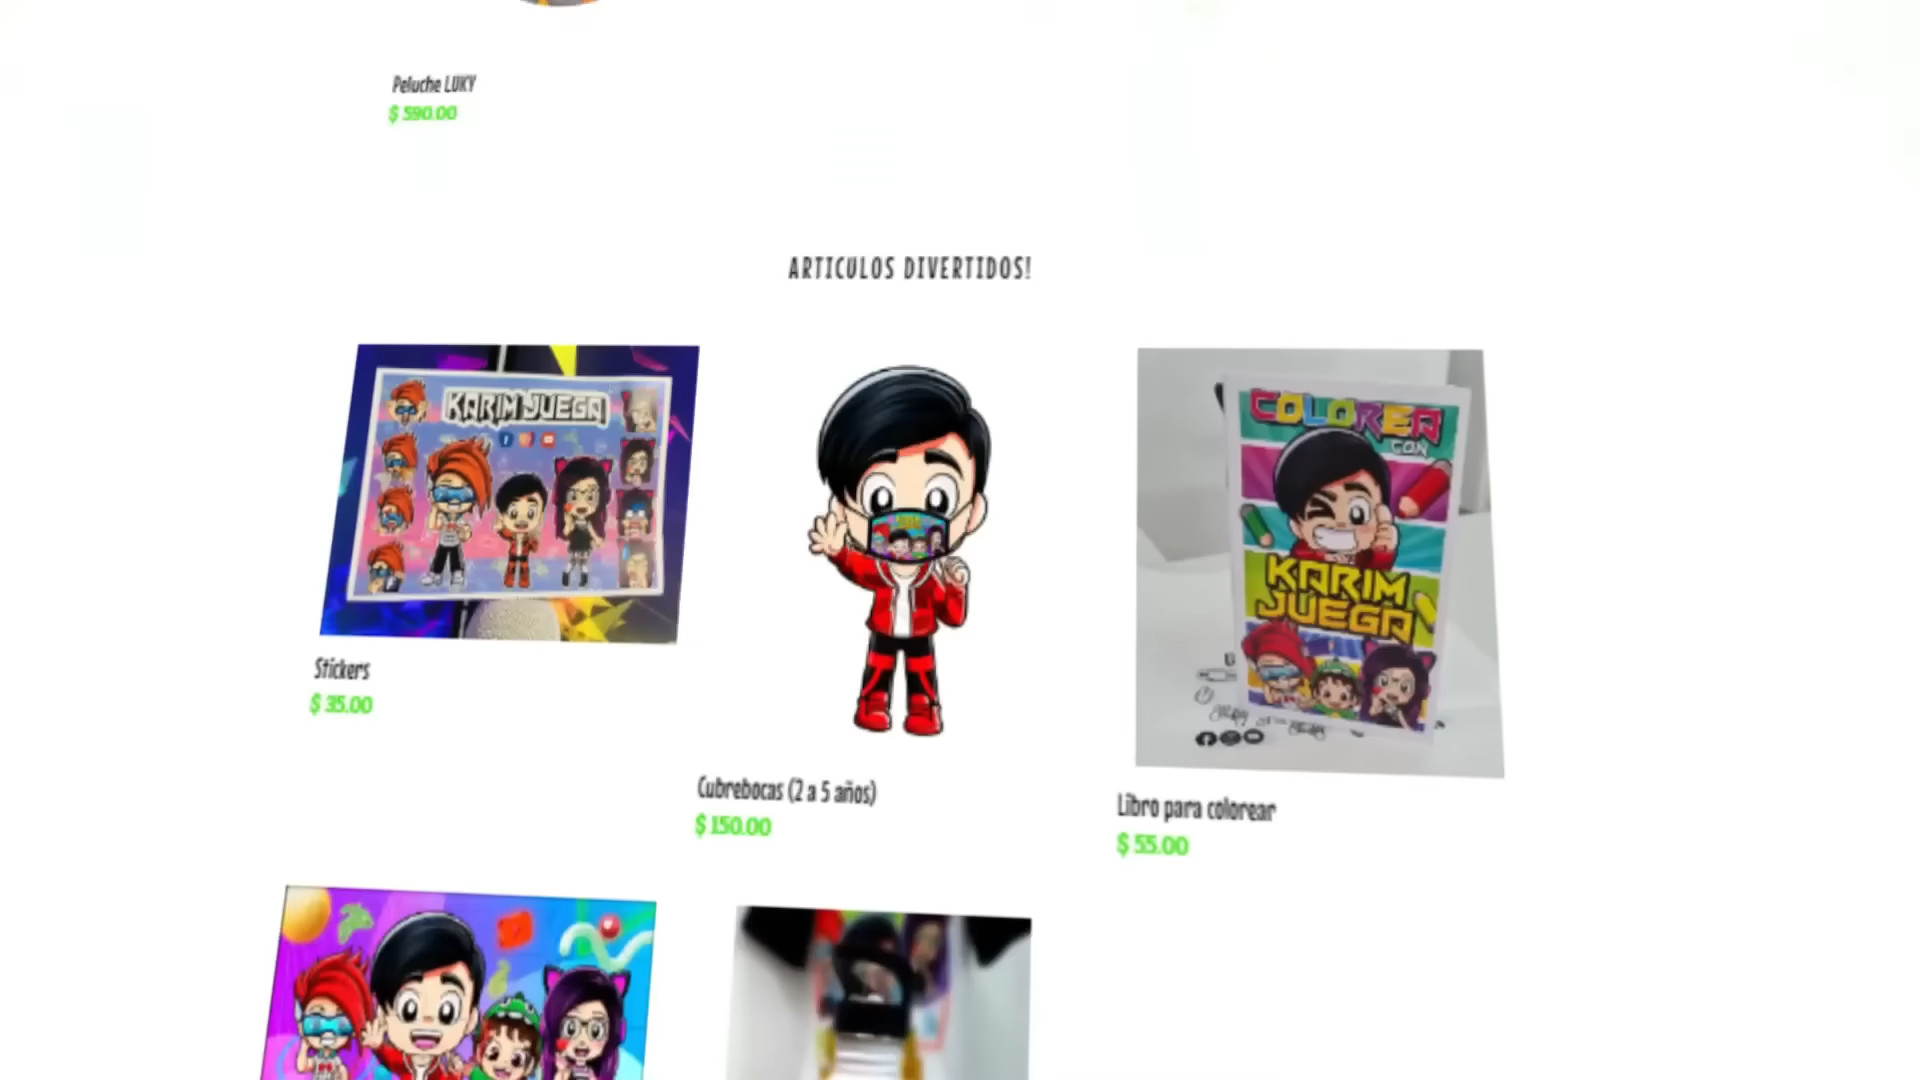 Peluche LUKY
$ 590.00
ARTICULOS DIVERTIDOS!
KARIM JUEGA
COLOREA
CON
KARIM
JUEGA
Stickers
$ 35.00
Cubrebocas (2 a 5 años)
$ 150.00
Libro para colorear
$ 55.00